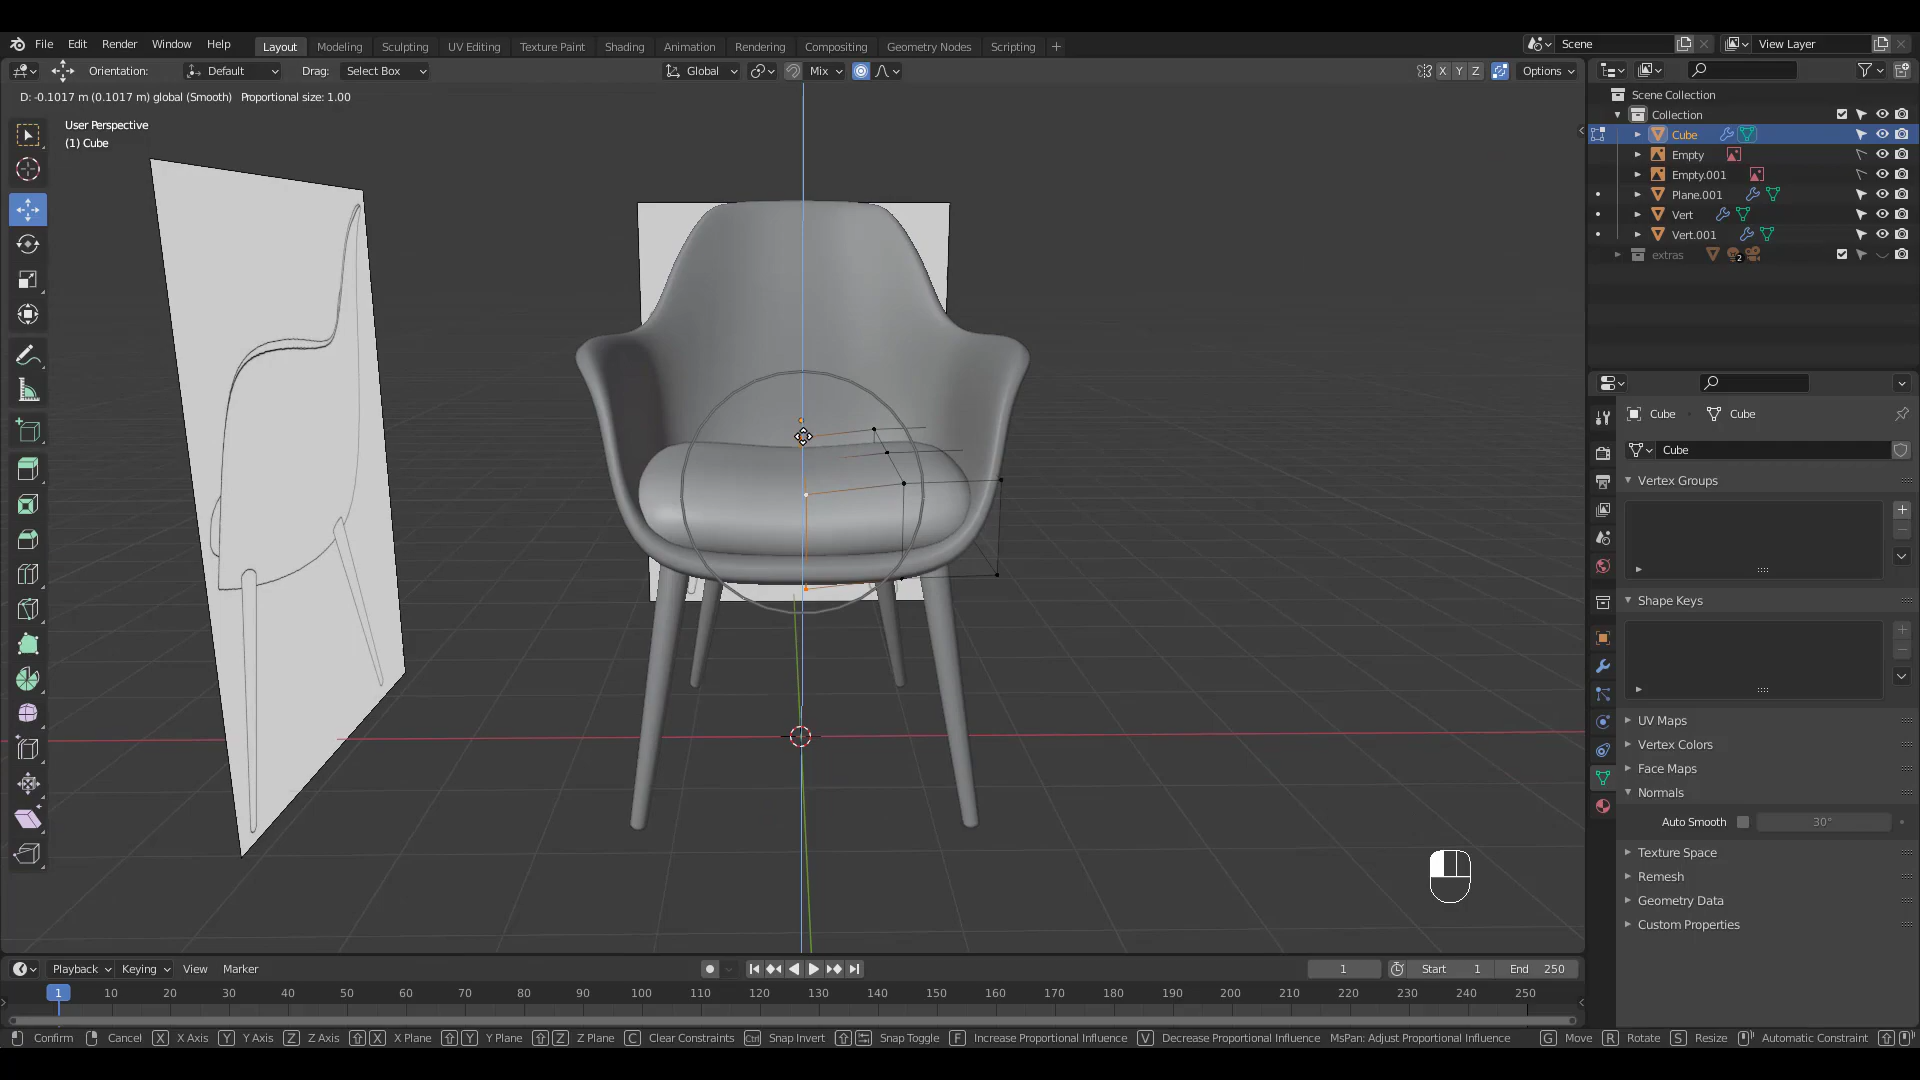 File Edit Render Window Help Layout Modeling Sculpting UV Editing Texture Paint Shading Animation Rendering Compositing Geometry Nodes Scripting + Scene View Layer
Orientation: Default Drag: Select Box Global Mix X Y Z Options
D: -0.1017 m (0.1017 m) global (Smooth) Proportional size: 1.00
User Perspective
(1) Cube
Scene Collection
Collection
Cube
Empty
Empty.001
Plane.001
Vert
Vert.001
extras 2
Cube Cube
Cube
Vertex Groups
Shape Keys
UV Maps
Vertex Colors
Face Maps
Normals
Auto Smooth 30°
Texture Space
Remesh
Geometry Data
Custom Properties
Playback Keying View Marker 1 Start 1 End 250
1 10 20 30 40 50 60 70 80 90 100 110 120 130 140 150 160 170 180 190 200 210 220 230 240 250
Confirm Cancel X X Axis Y Y Axis Z Z Axis X X Plane Y Y Plane Z Z Plane C Clear Constraints Ctrl Snap Invert Snap Toggle F Increase Proportional Influence V Decrease Proportional Influence MsPan: Adjust Proportional Influence G Move R Rotate S Resize Automatic Constraint